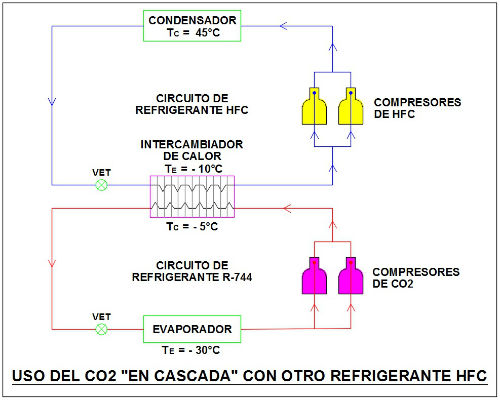 CONDENSADOR
Tc = 45°C
CIRCUITO DE
REFRIGERANTE HFC
COMPRESORES
DE HFC
INTERCAMBIADOR
DE CALOR
TE = - 10°C
VET
Tc = - 5°C
CIRCUITO DE
REFRIGERANTE R-744
COMPRESORES
DE CO2
VET
EVAPORADOR
TE = - 30°C
USO DEL CO2 "EN CASCADA" CON OTRO REFRIGERANTE HFC